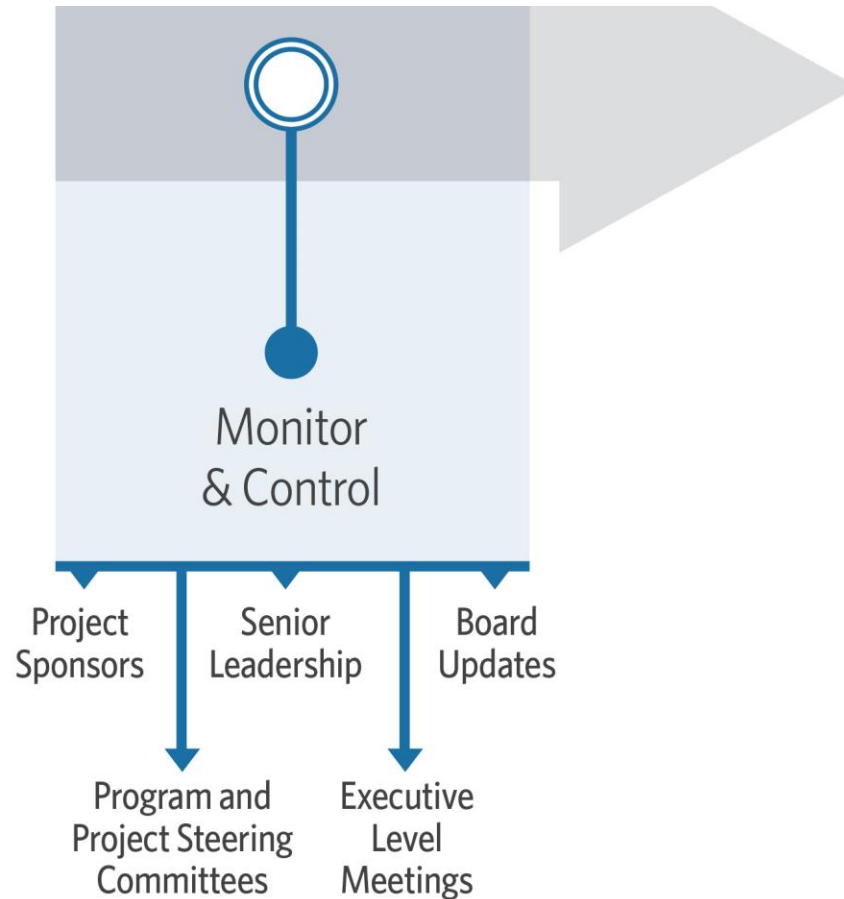 Monitor
& Control
Project
Sponsors
Senior
Leadership
Board
Updates
Program and
Project Steering
Committees
Executive
Level
Meetings